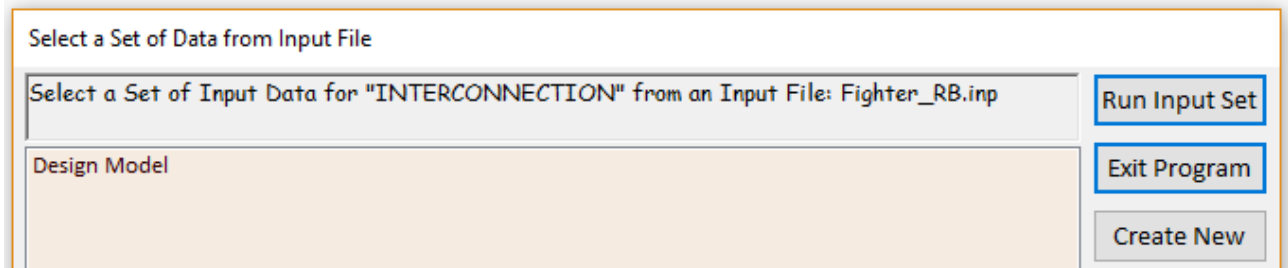 Select a Set of Data from Input File
Select a Set of Input Data for "INTERCONNECTION" from an Input File: Fighter_RB.inp
Run Input Set
Design Model
Exit Program
Create New